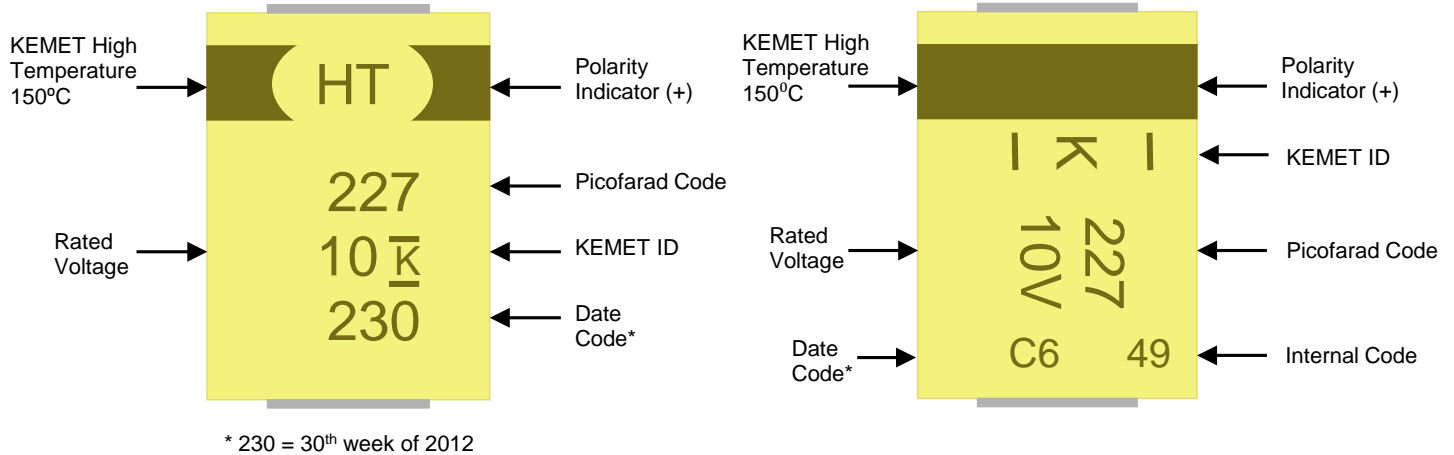 KEMET High
Temperature
150ºC
HT
Polarity
Indicator (+)
227
Picofarad Code
Rated
Voltage
10 K
KEMET ID
230
Date
Code*
* 230 = 30th week of 2012
KEMET High
Temperature
150⁰C
Polarity
Indicator (+)
K
KEMET ID
Rated
Voltage
227
10V
Picofarad Code
Date
Code*
C6 49
Internal Code